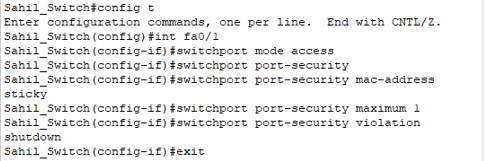 Sahil_Switch#config t
Enter configuration commands, one per line.  End with CNTL/Z.
Sahil_Switch(config)#int fa0/1
Sahil_Switch(config-if)#switchport mode access
Sahil_Switch(config-if)#switchport port-security
Sahil_Switch(config-if)#switchport port-security mac-address
sticky
Sahil_Switch(config-if)#switchport port-security maximum 1
Sahil_Switch(config-if)#switchport port-security violation
shutdown
Sahil_Switch(config-if)#exit